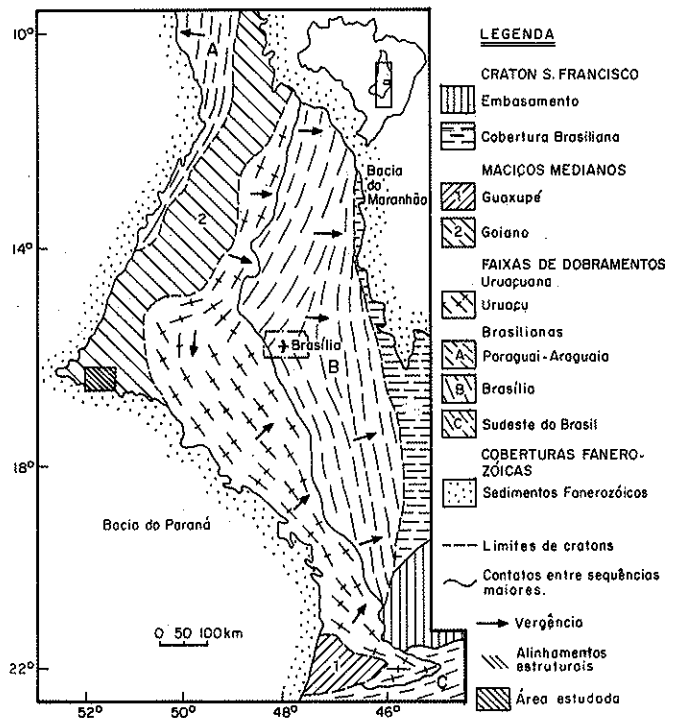 10°
14°
18°
22°
52°
50°
48°
46°
A
2
B
1
C
Bacia do
Maranhão
Brasília
Bacia do Paraná
0 50 100km
LEGENDA
CRATON S. FRANCISCO
Embasamento
Cobertura Brasiliana
MACIÇOS MEDIANOS
1 Guaxupé
2 Goiano
FAIXAS DE DOBRAMENTOS
Uruaçuana
Uruaçu
Brasilianas
A Paraguai-Araguaia
B Brasília
C Sudeste do Brasil
COBERTURAS FANERO-
ZÓICAS
Sedimentos Fanerozóicos
Limites de cratons
Contatos entre sequências
maiores.
Vergência
Alinhamentos
estruturais
Área estudada